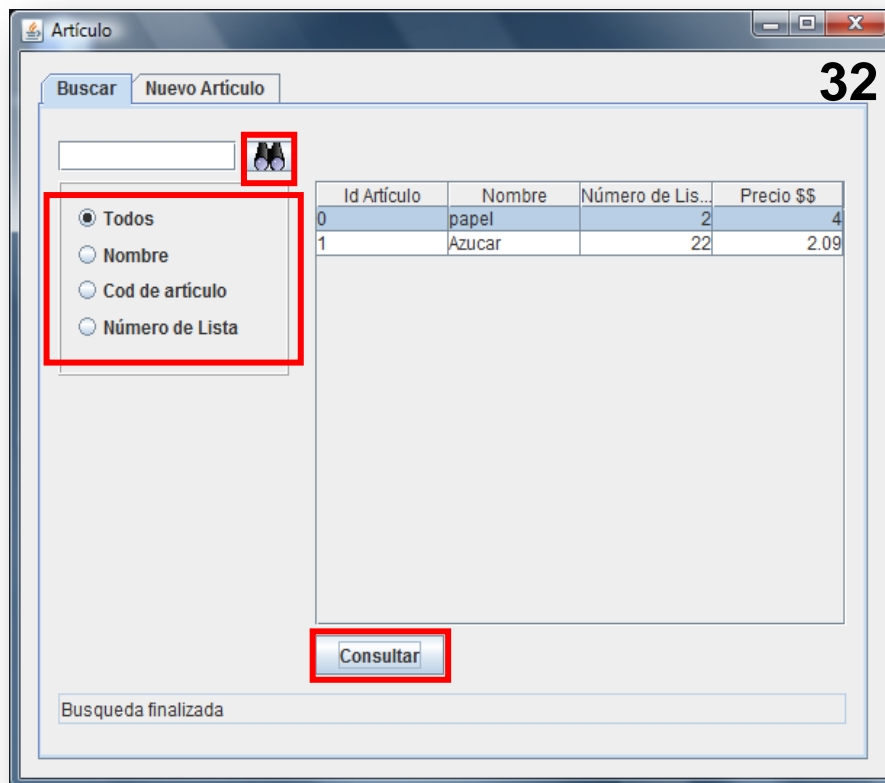 Artículo
32
Buscar Nuevo Artículo
Id Artículo Nombre Número de Lis... Precio $$
0 papel 2 4
1 Azucar 22 2.09
Todos
Nombre
Cod de artículo
Número de Lista
Consultar
Busqueda finalizada